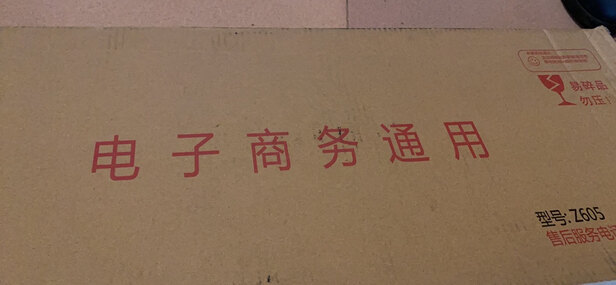 易碎品
勿压
电子商务通用
型号: Z605
售后服务电话